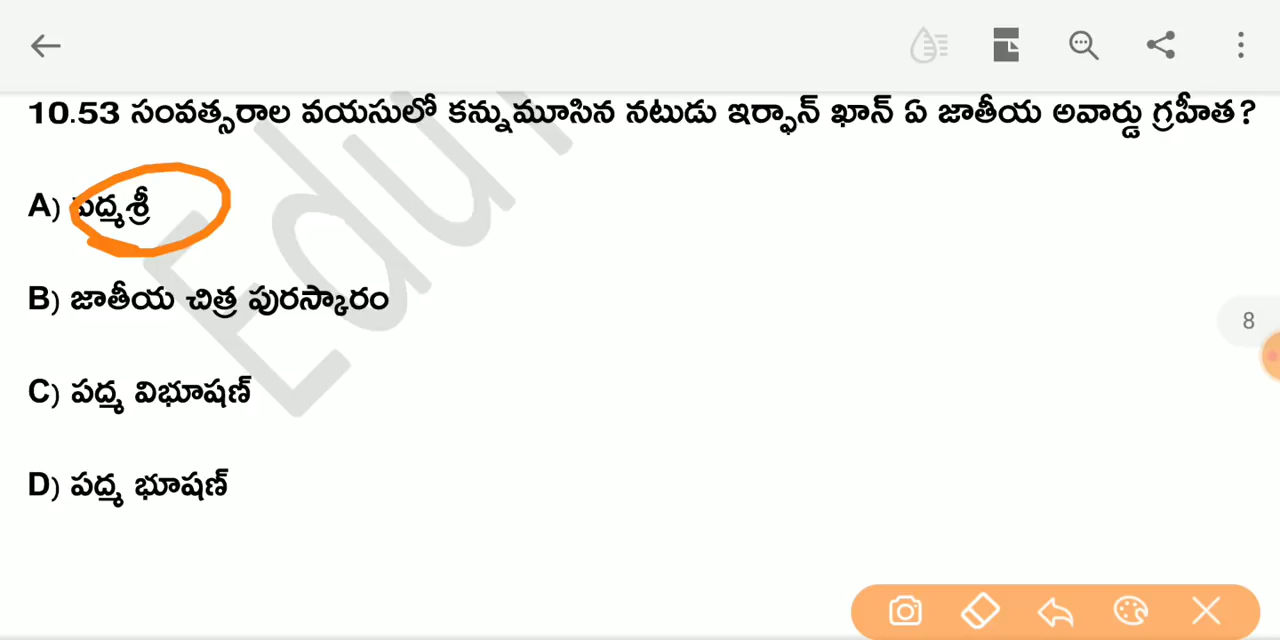 10.53 సంవత్సరాల వయసులో కన్నుమూసిన నటుడు ఇర్ఫాన్ ఖాన్ ఏ జాతీయ అవార్డు గ్రహీత?
A) పద్మశ్రీ
B) జాతీయ చిత్ర పురస్కారం
8
C) పద్మ విభూషణ్
D) పద్మ భూషణ్